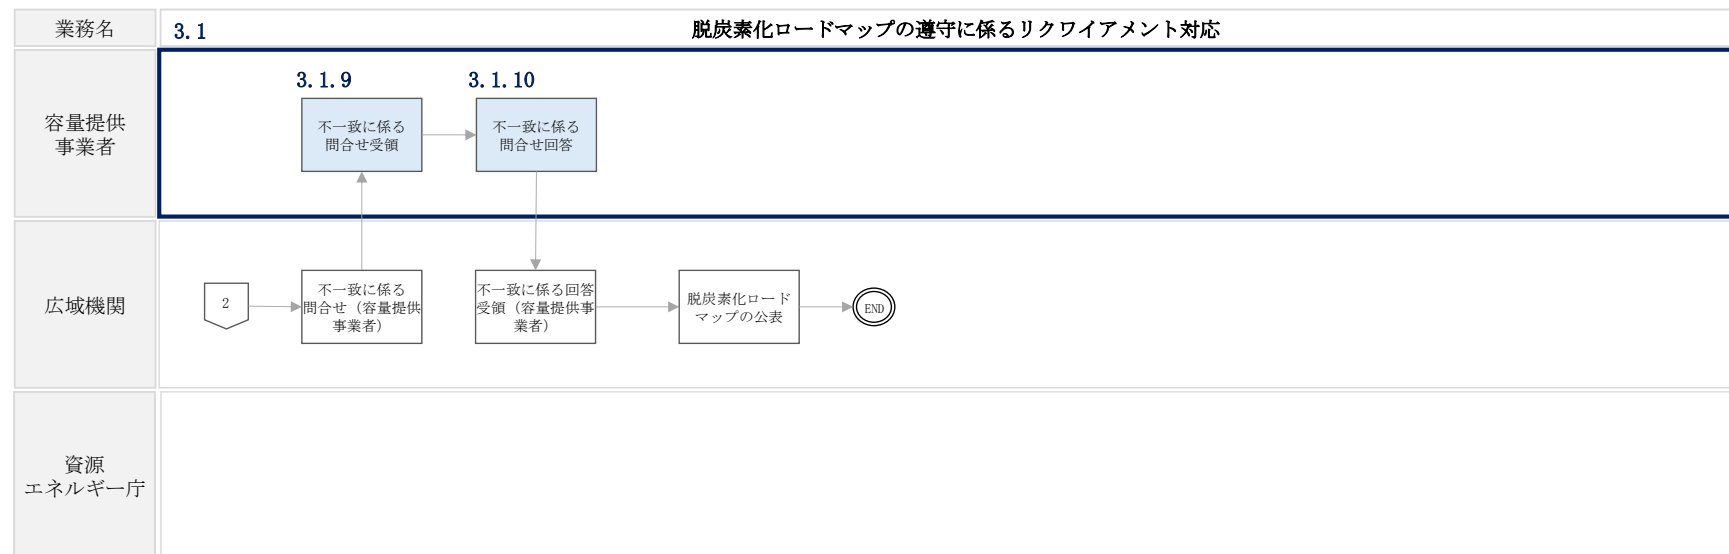 業務名
3.1
脱炭素化ロードマップの遵守に係るリクワイアメント対応
容量提供
事業者
3.1.9
不一致に係る
問合せ受領
3.1.10
不一致に係る
問合せ回答
広域機関
2
不一致に係る
問合せ（容量提供
事業者）
不一致に係る回答
受領（容量提供事
業者）
脱炭素化ロード
マップの公表
END
資源
エネルギー庁